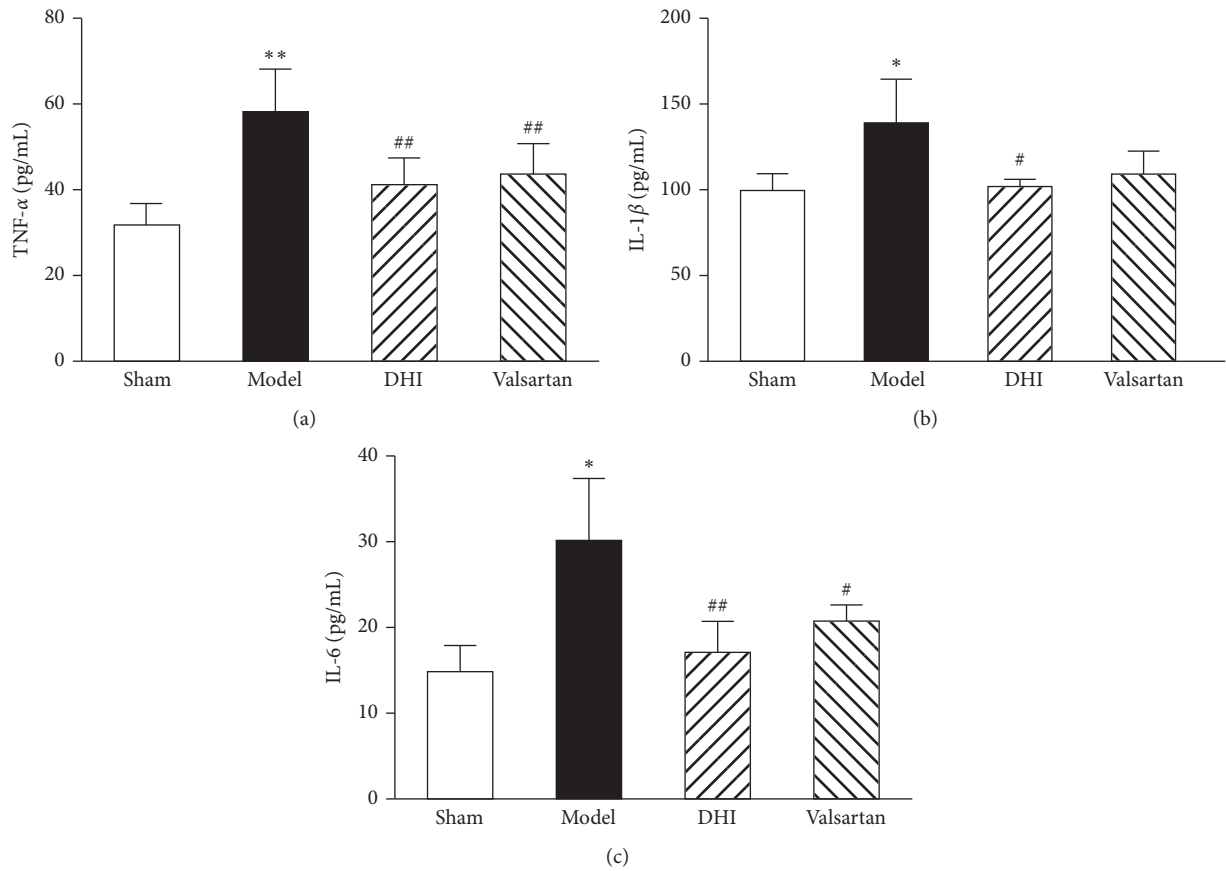 TNF-α (pg/mL)
80
60
40
20
0
**
##
##
Sham Model DHI Valsartan
(a)
IL-1β (pg/mL)
200
150
100
50
0
*
#
Sham Model DHI Valsartan
(b)
IL-6 (pg/mL)
40
30
20
10
0
*
##
#
Sham Model DHI Valsartan
(c)